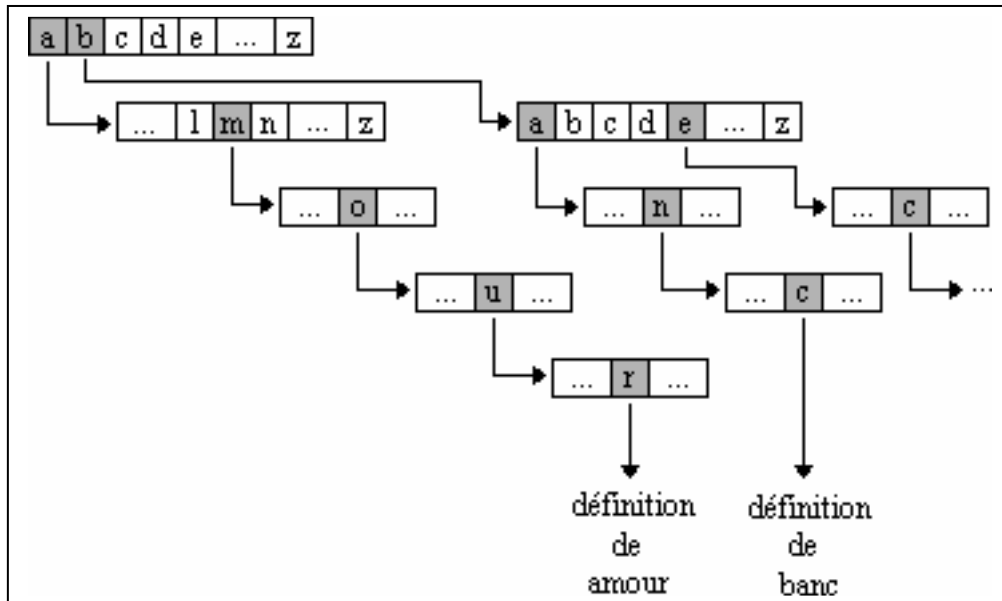 a b c d e ... z
... l m n ... z
a b c d e ... z
... o ...
... n ...
... c ...
... u ...
... c ...
...
... r ...
définition
de
amour
définition
de
banc